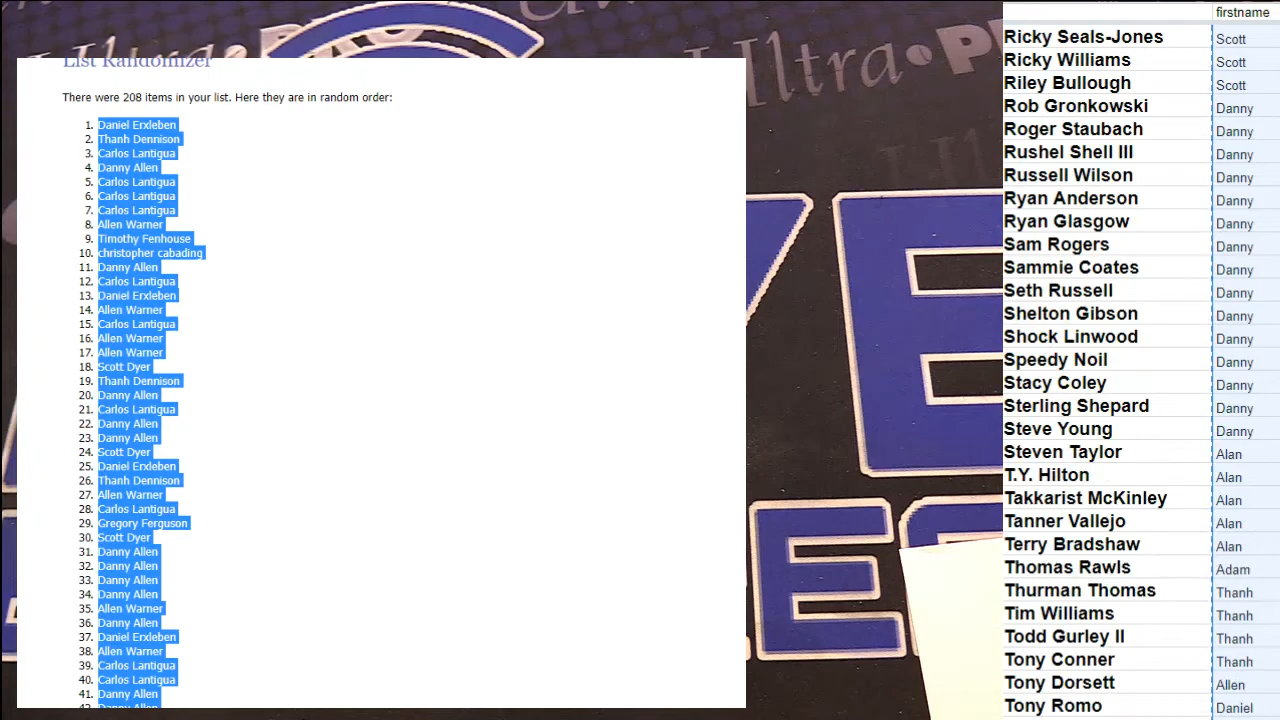 List Randomizer
There were 208 items in your list. Here they are in random order:
1. Daniel Erxleben
2. Thanh Dennison
3. Carlos Lantigua
4. Danny Allen
5. Carlos Lantigua
6. Carlos Lantigua
7. Carlos Lantigua
8. Allen Warner
9. Timothy Fenhouse
10. christopher cabading
11. Danny Allen
12. Carlos Lantigua
13. Daniel Erxleben
14. Allen Warner
15. Carlos Lantigua
16. Allen Warner
17. Allen Warner
18. Scott Dyer
19. Thanh Dennison
20. Danny Allen
21. Carlos Lantigua
22. Danny Allen
23. Danny Allen
24. Scott Dyer
25. Daniel Erxleben
26. Thanh Dennison
27. Allen Warner
28. Carlos Lantigua
29. Gregory Ferguson
30. Scott Dyer
31. Danny Allen
32. Danny Allen
33. Danny Allen
34. Danny Allen
35. Allen Warner
36. Danny Allen
37. Daniel Erxleben
38. Allen Warner
39. Carlos Lantigua
40. Carlos Lantigua
41. Danny Allen
42. Danny Allen
firstname
Ricky Seals-Jones Scott
Ricky Williams Scott
Riley Bullough Scott
Rob Gronkowski Danny
Roger Staubach Danny
Rushel Shell III Danny
Russell Wilson Danny
Ryan Anderson Danny
Ryan Glasgow Danny
Sam Rogers Danny
Sammie Coates Danny
Seth Russell Danny
Shelton Gibson Danny
Shock Linwood Danny
Speedy Noil Danny
Stacy Coley Danny
Sterling Shepard Danny
Steve Young Danny
Steven Taylor Alan
T.Y. Hilton Alan
Takkarist McKinley Alan
Tanner Vallejo Alan
Terry Bradshaw Alan
Thomas Rawls Adam
Thurman Thomas Thanh
Tim Williams Thanh
Todd Gurley II Thanh
Tony Conner Thanh
Tony Dorsett Allen
Tony Romo Daniel